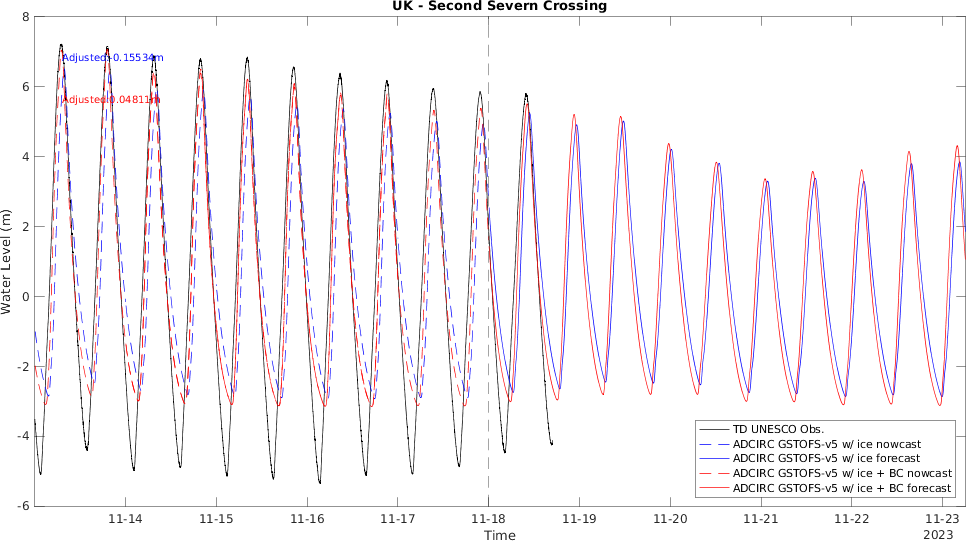 UK - Second Severn Crossing
8
6
4
2
0
-2
-4
-6
Water Level (m)
Adjusted-0.15534m
Adjusted0.04811m
11-14
11-15
11-16
11-17
11-18
11-19
11-20
11-21
11-22
11-23
2023
Time
TD UNESCO Obs.
ADCIRC GSTOFS-v5 w/ ice nowcast
ADCIRC GSTOFS-v5 w/ ice forecast
ADCIRC GSTOFS-v5 w/ ice + BC nowcast
ADCIRC GSTOFS-v5 w/ ice + BC forecast